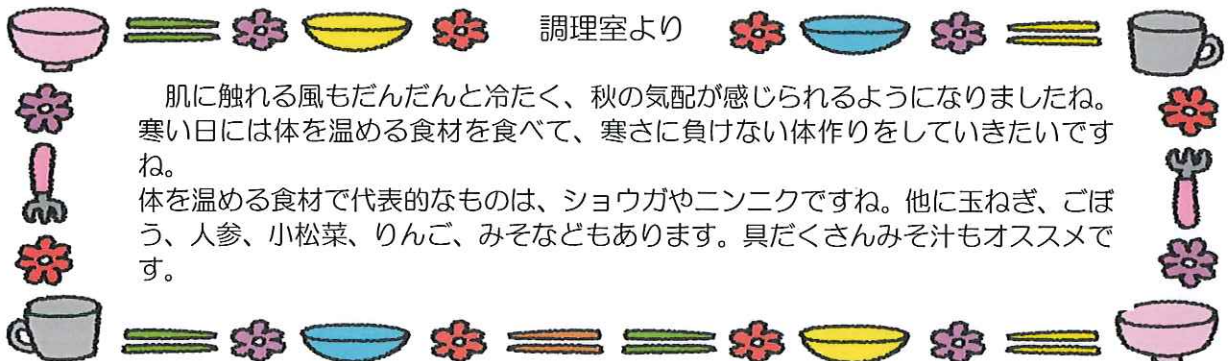 調理室より
　肌に触れる風もだんだんと冷たく、秋の気配が感じられるようになりましたね。
寒い日には体を温める食材を食べて、寒さに負けない体作りをしていきたいです
ね。
体を温める食材で代表的なものは、ショウガやニンニクですね。他に玉ねぎ、ごぼ
う、人参、小松菜、りんご、みそなどもあります。具だくさんみそ汁もオススメで
す。